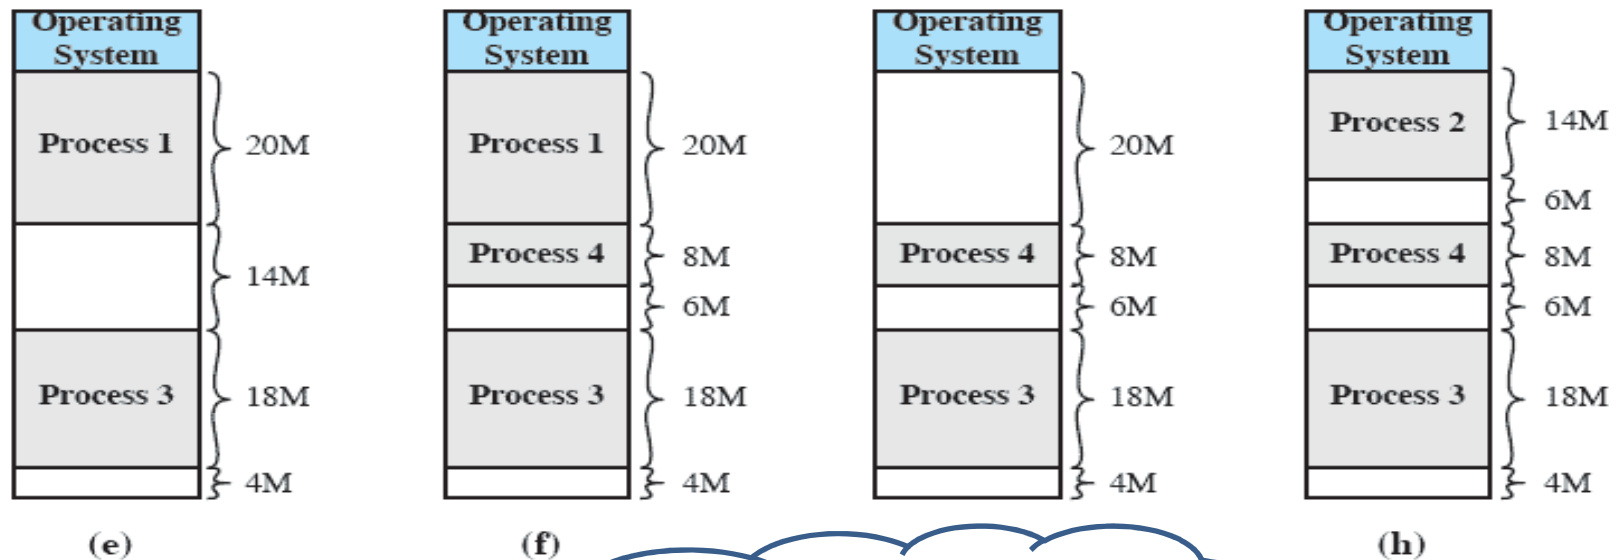 Operating
System
Process 1
20M
14M
Process 3
18M
4M
(e)
Operating
System
Process 1
20M
Process 4
8M
6M
Process 3
18M
4M
(f)
Operating
System
20M
Process 4
8M
6M
Process 3
18M
4M
Operating
System
Process 2
14M
6M
Process 4
8M
6M
Process 3
18M
4M
(h)